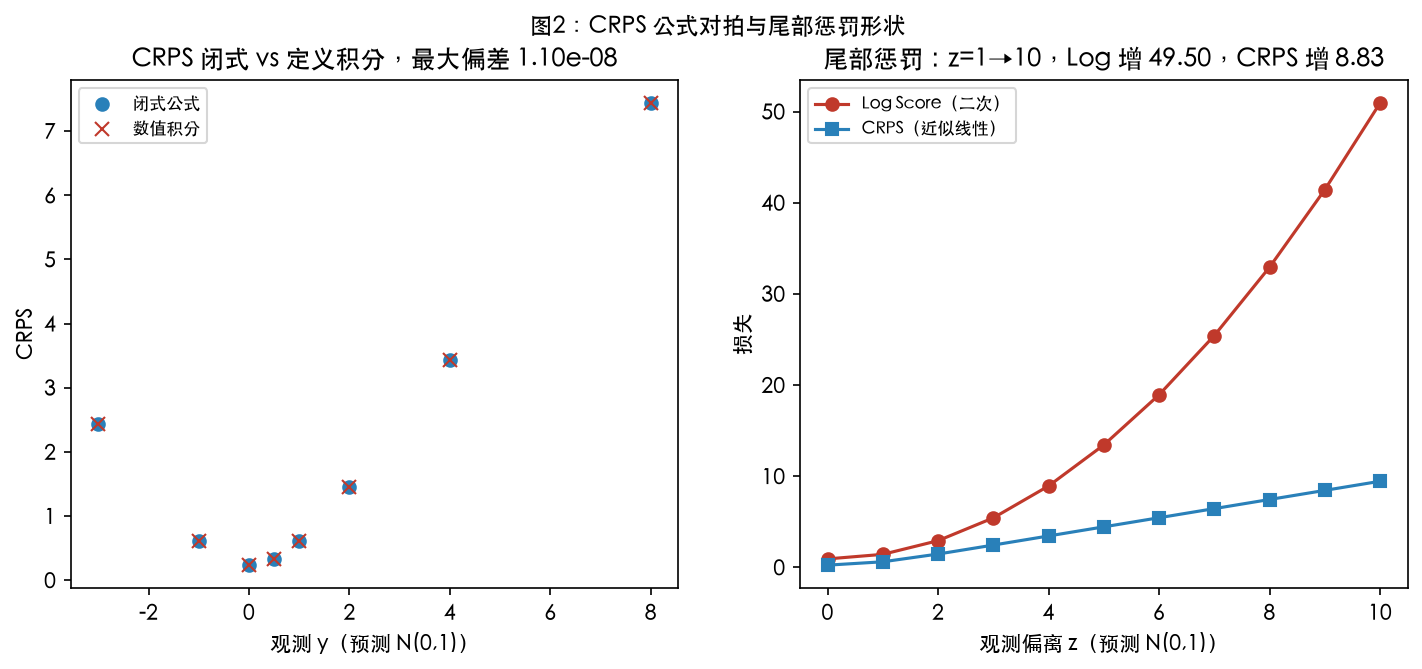 图2：CRPS 公式对拍与尾部惩罚形状
CRPS 闭式 vs 定义积分，最大偏差 1.10e-08
闭式公式
数值积分
7
6
5
4
3
2
1
0
CRPS
-2
0
2
4
6
8
观测 y（预测 N(0,1)）
尾部惩罚：z=1→10，Log 增 49.50，CRPS 增 8.83
Log Score（二次）
CRPS（近似线性）
50
40
30
20
10
0
损失
0
2
4
6
8
10
观测偏离 z（预测 N(0,1)）